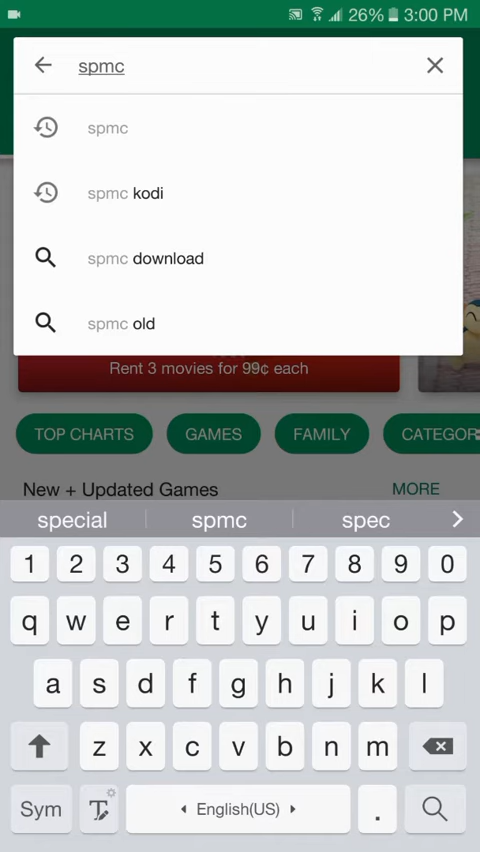 26% 3:00 PM
spmc
spmc
spmc kodi
spmc download
spmc old
Rent 3 movies for 99¢ each
TOP CHARTS GAMES FAMILY CATEGOR
New + Updated Games MORE
special spmc spec
1 2 3 4 5 6 7 8 9 0
q w e r t y u i o p
a s d f g h j k l
z x c v b n m
Sym T English(US) .